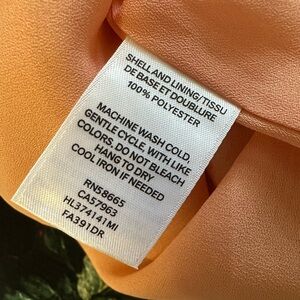 SHELL AND LINING/TISSU
DE BASE ET DOUBLURE
100% POLYESTER
MACHINE WASH COLD,
GENTLE CYCLE, WITH LIKE
COLORS, DO NOT BLEACH
HANG TO DRY
COOL IRON IF NEEDED
RN58665
CA57963
HL374141MI
FA391DR